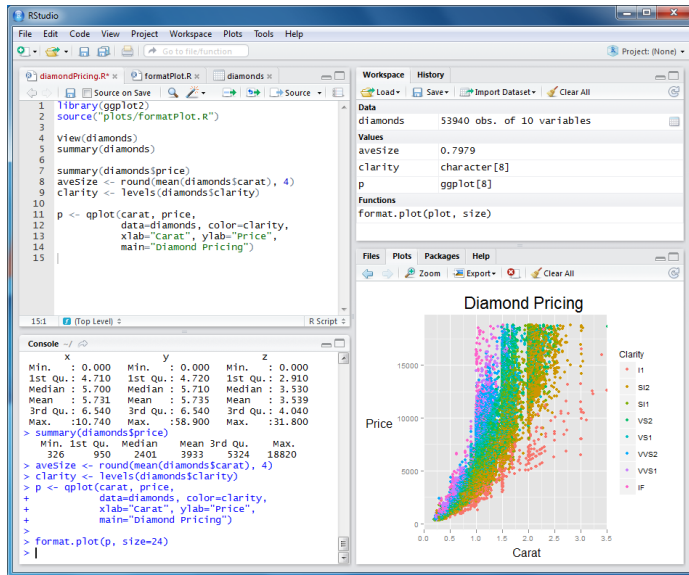 RStudio
File Edit Code View Project Workspace Plots Tools Help
Go to file/function
Project: (None)
diamondPricing.R* formatPlot.R diamonds
Source on Save Source
1 library(ggplot2)
2 source("plots/formatPlot.R")
3
4 View(diamonds)
5 summary(diamonds)
6
7 summary(diamonds$price)
8 aveSize <- round(mean(diamonds$carat), 4)
9 clarity <- levels(diamonds$clarity)
10
11 p <- qplot(carat, price,
12 data=diamonds, color=clarity,
13 xlab="Carat", ylab="Price",
14 main="Diamond Pricing")
15
15:1 (Top Level) R Script
Console ~/
x y z
Min. : 0.000 Min. : 0.000 Min. : 0.000
1st Qu.: 4.710 1st Qu.: 4.720 1st Qu.: 2.910
Median : 5.700 Median : 5.710 Median : 3.530
Mean : 5.731 Mean : 5.735 Mean : 3.539
3rd Qu.: 6.540 3rd Qu.: 6.540 3rd Qu.: 4.040
Max. :10.740 Max. :58.900 Max. :31.800
> summary(diamonds$price)
Min. 1st Qu. Median Mean 3rd Qu. Max.
326 950 2401 3933 5324 18820
> aveSize <- round(mean(diamonds$carat), 4)
> clarity <- levels(diamonds$clarity)
> p <- qplot(carat, price,
+ data=diamonds, color=clarity,
+ xlab="Carat", ylab="Price",
+ main="Diamond Pricing")
>
> format.plot(p, size=24)
>
Workspace History
Load Save Import Dataset Clear All
Data
diamonds 53940 obs. of 10 variables
Values
aveSize 0.7979
clarity character[8]
p ggplot[8]
Functions
format.plot(plot, size)
Files Plots Packages Help
Zoom Export Clear All
Diamond Pricing
Price
15000
10000
5000
0
0.0 0.5 1.0 1.5 2.0 2.5 3.0 3.5
Carat
Clarity
I1
SI2
SI1
VS2
VS1
VVS2
VVS1
IF